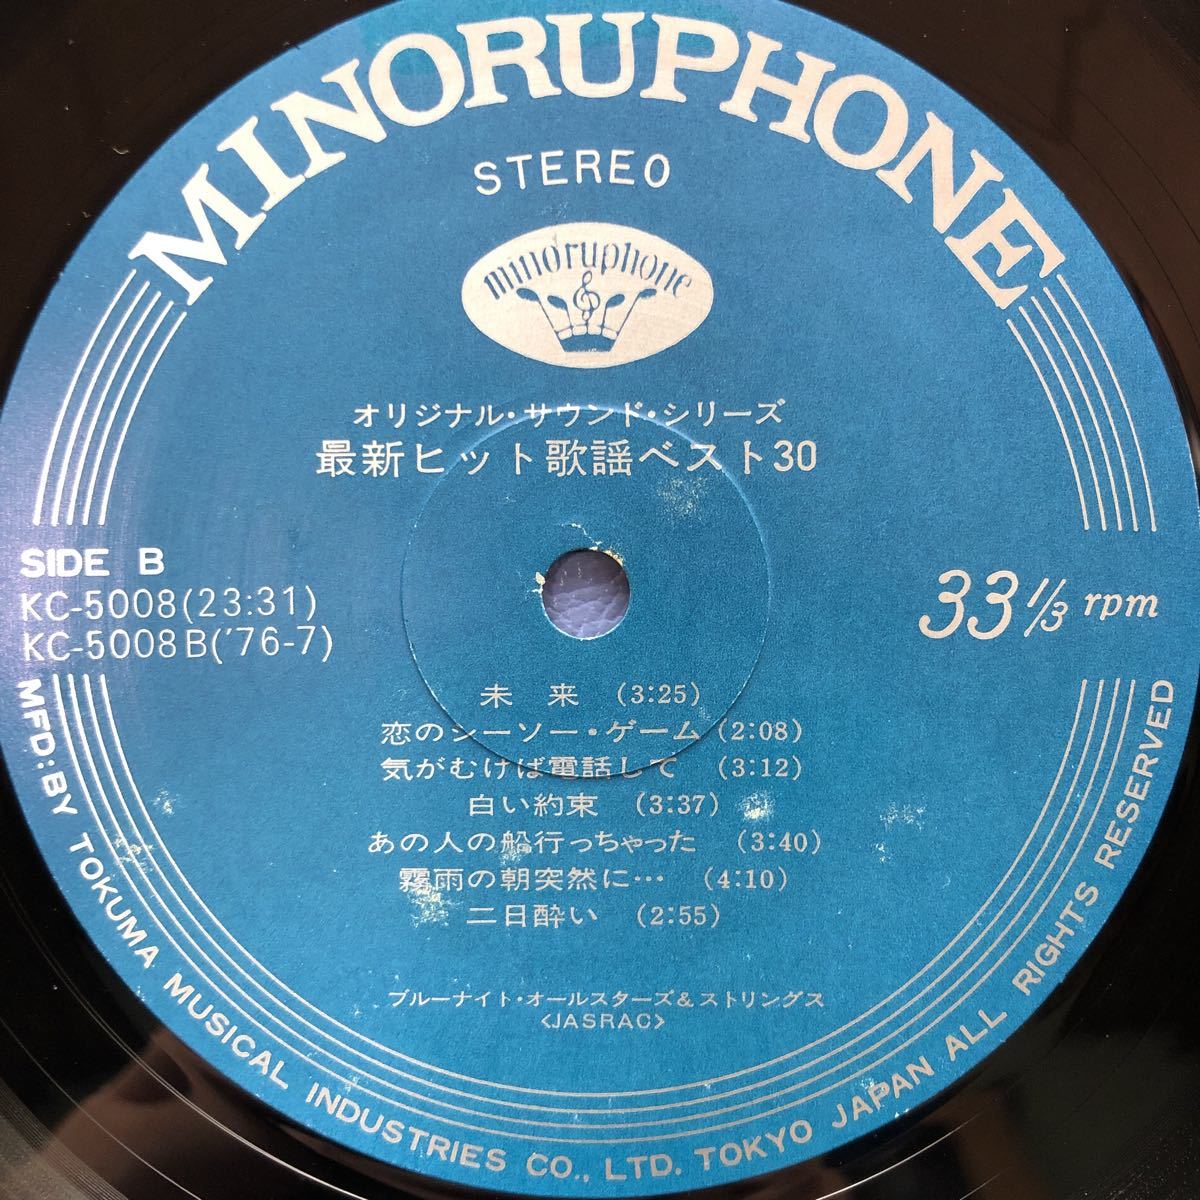 MINORUPHONE
STEREO
minoruphone
オリジナル・サウンド・シリーズ
最新ヒット歌謡ベスト30
SIDE B
KC-5008(23:31)
KC-5008B('76-7)
33 1/3 rpm
未 来 (3:25)
恋のシーソー・ゲーム (2:08)
気がむけば電話して (3:12)
白い約束 (3:37)
あの人の船行っちゃった (3:40)
霧雨の朝突然に… (4:10)
二日酔い (2:55)
ブルーナイト・オールスターズ&ストリングス
<JASRAC>
MFD:BY TOKUMA MUSICAL INDUSTRIES CO., LTD. TOKYO JAPAN ALL RIGHTS RESERVED